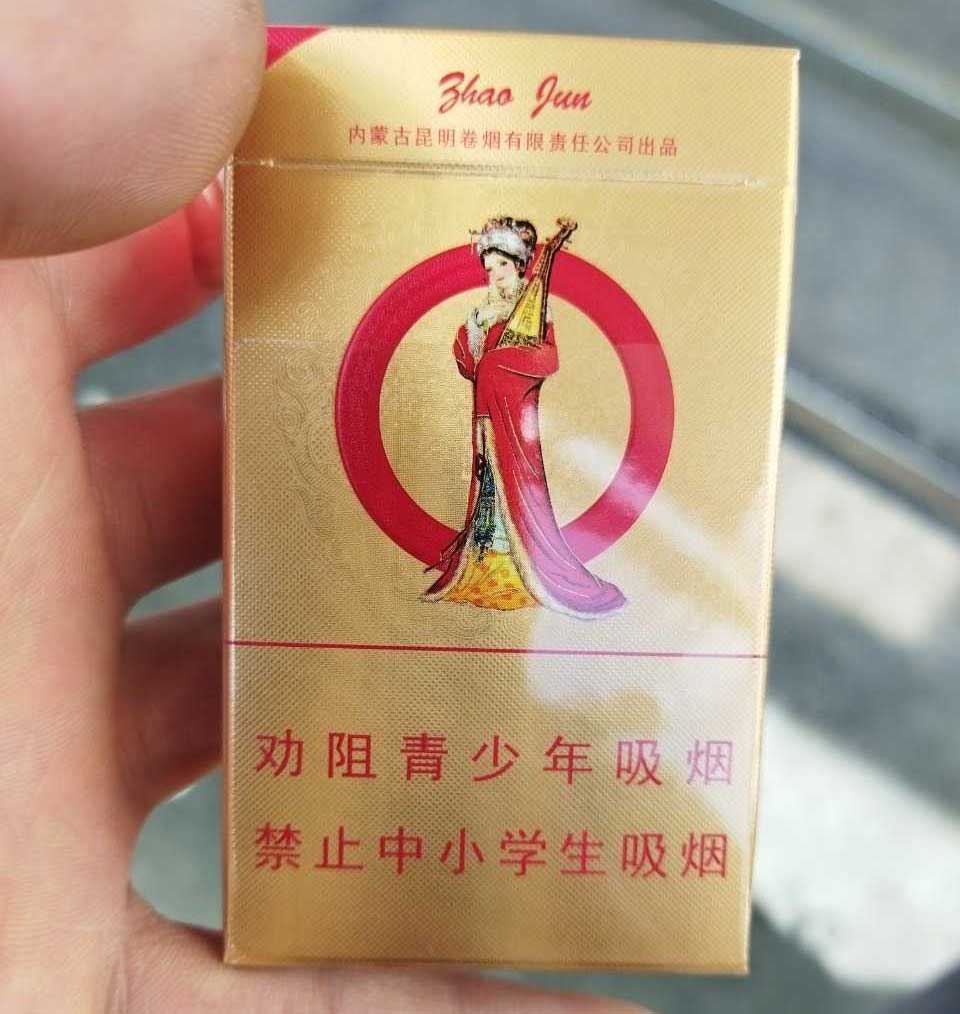 Zhao Jun
内蒙古昆明卷烟有限责任公司出品
劝阻青少年吸烟
禁止中小学生吸烟